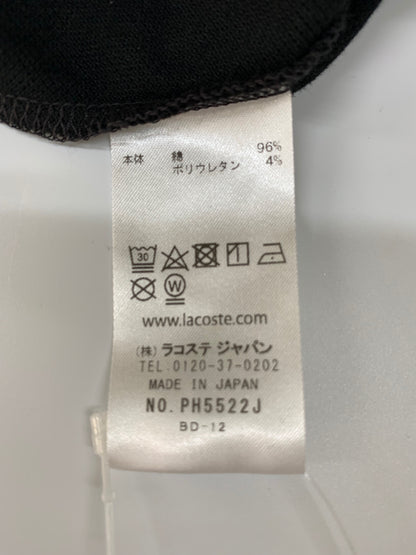 本体 綿 96%
ポリウレタン 4%
30
W
www.lacoste.com
(株) ラコステ ジャパン
TEL:0120-37-0202
MADE IN JAPAN
NO. PH5522J
BD-12